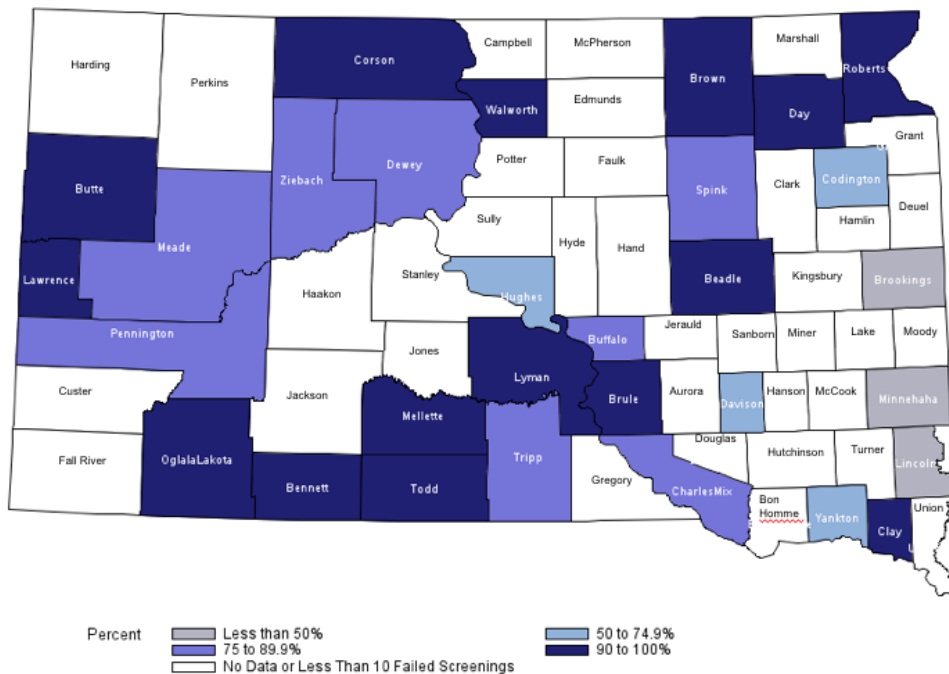 Campbell
McPherson
Marshall
Harding
Corson
Roberts
Perkins
Brown
Walworth
Edmunds
Day
Grant
Dewey
Potter
Faulk
Ziebach
Spink
Clark
Codington
Butte
Deuel
Sully
Hamlin
Meade
Hyde
Hand
Stanley
Lawrence
Beadle
Kingsbury
Brookings
Haakon
Hughes
Pennington
Buffalo
Jerauld
Sanborn
Miner
Lake
Moody
Jones
Lyman
Custer
Jackson
Brule
Aurora
Davison
Hanson
McCook
Minnehaha
Mellette
Douglas
Fall River
OglalaLakota
Tripp
Hutchinson
Turner
Lincoln
Bennett
Todd
Gregory
CharlesMix
Bon
Homme
Yankton
Clay
Union
Percent
Less than 50%
50 to 74.9%
75 to 89.9%
90 to 100%
No Data or Less Than 10 Failed Screenings